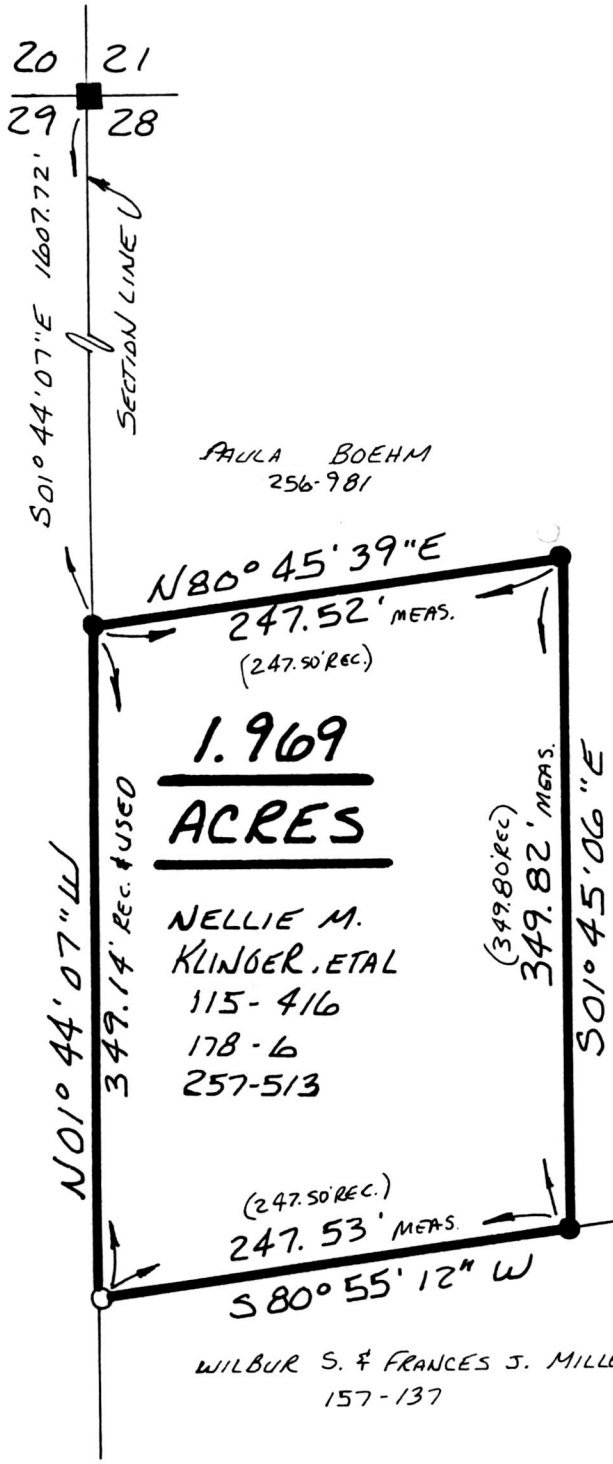 20 21
29 28
S01° 44' 07" E 1607.72'
SECTION LINE
PAULA BOEHM
256-981
N80° 45' 39" E
247.52' MEAS.
(247.50' REC.)
1.969
ACRES
NELLIE M.
KLINGER, ETAL
115-416
178-6
257-513
N01° 44' 07" W
349.14' REC. & USED
(349.80' REC)
349.82' MEAS.
S01° 45' 06" E
(247.50' REC.)
247.53' MEAS.
S 80° 55' 12" W
WILBUR S. & FRANCES J. MILL
157-137